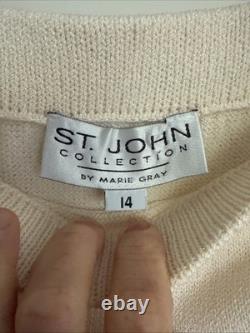 ST. JOHN
COLLECTION
BY MARIE GRAY
14